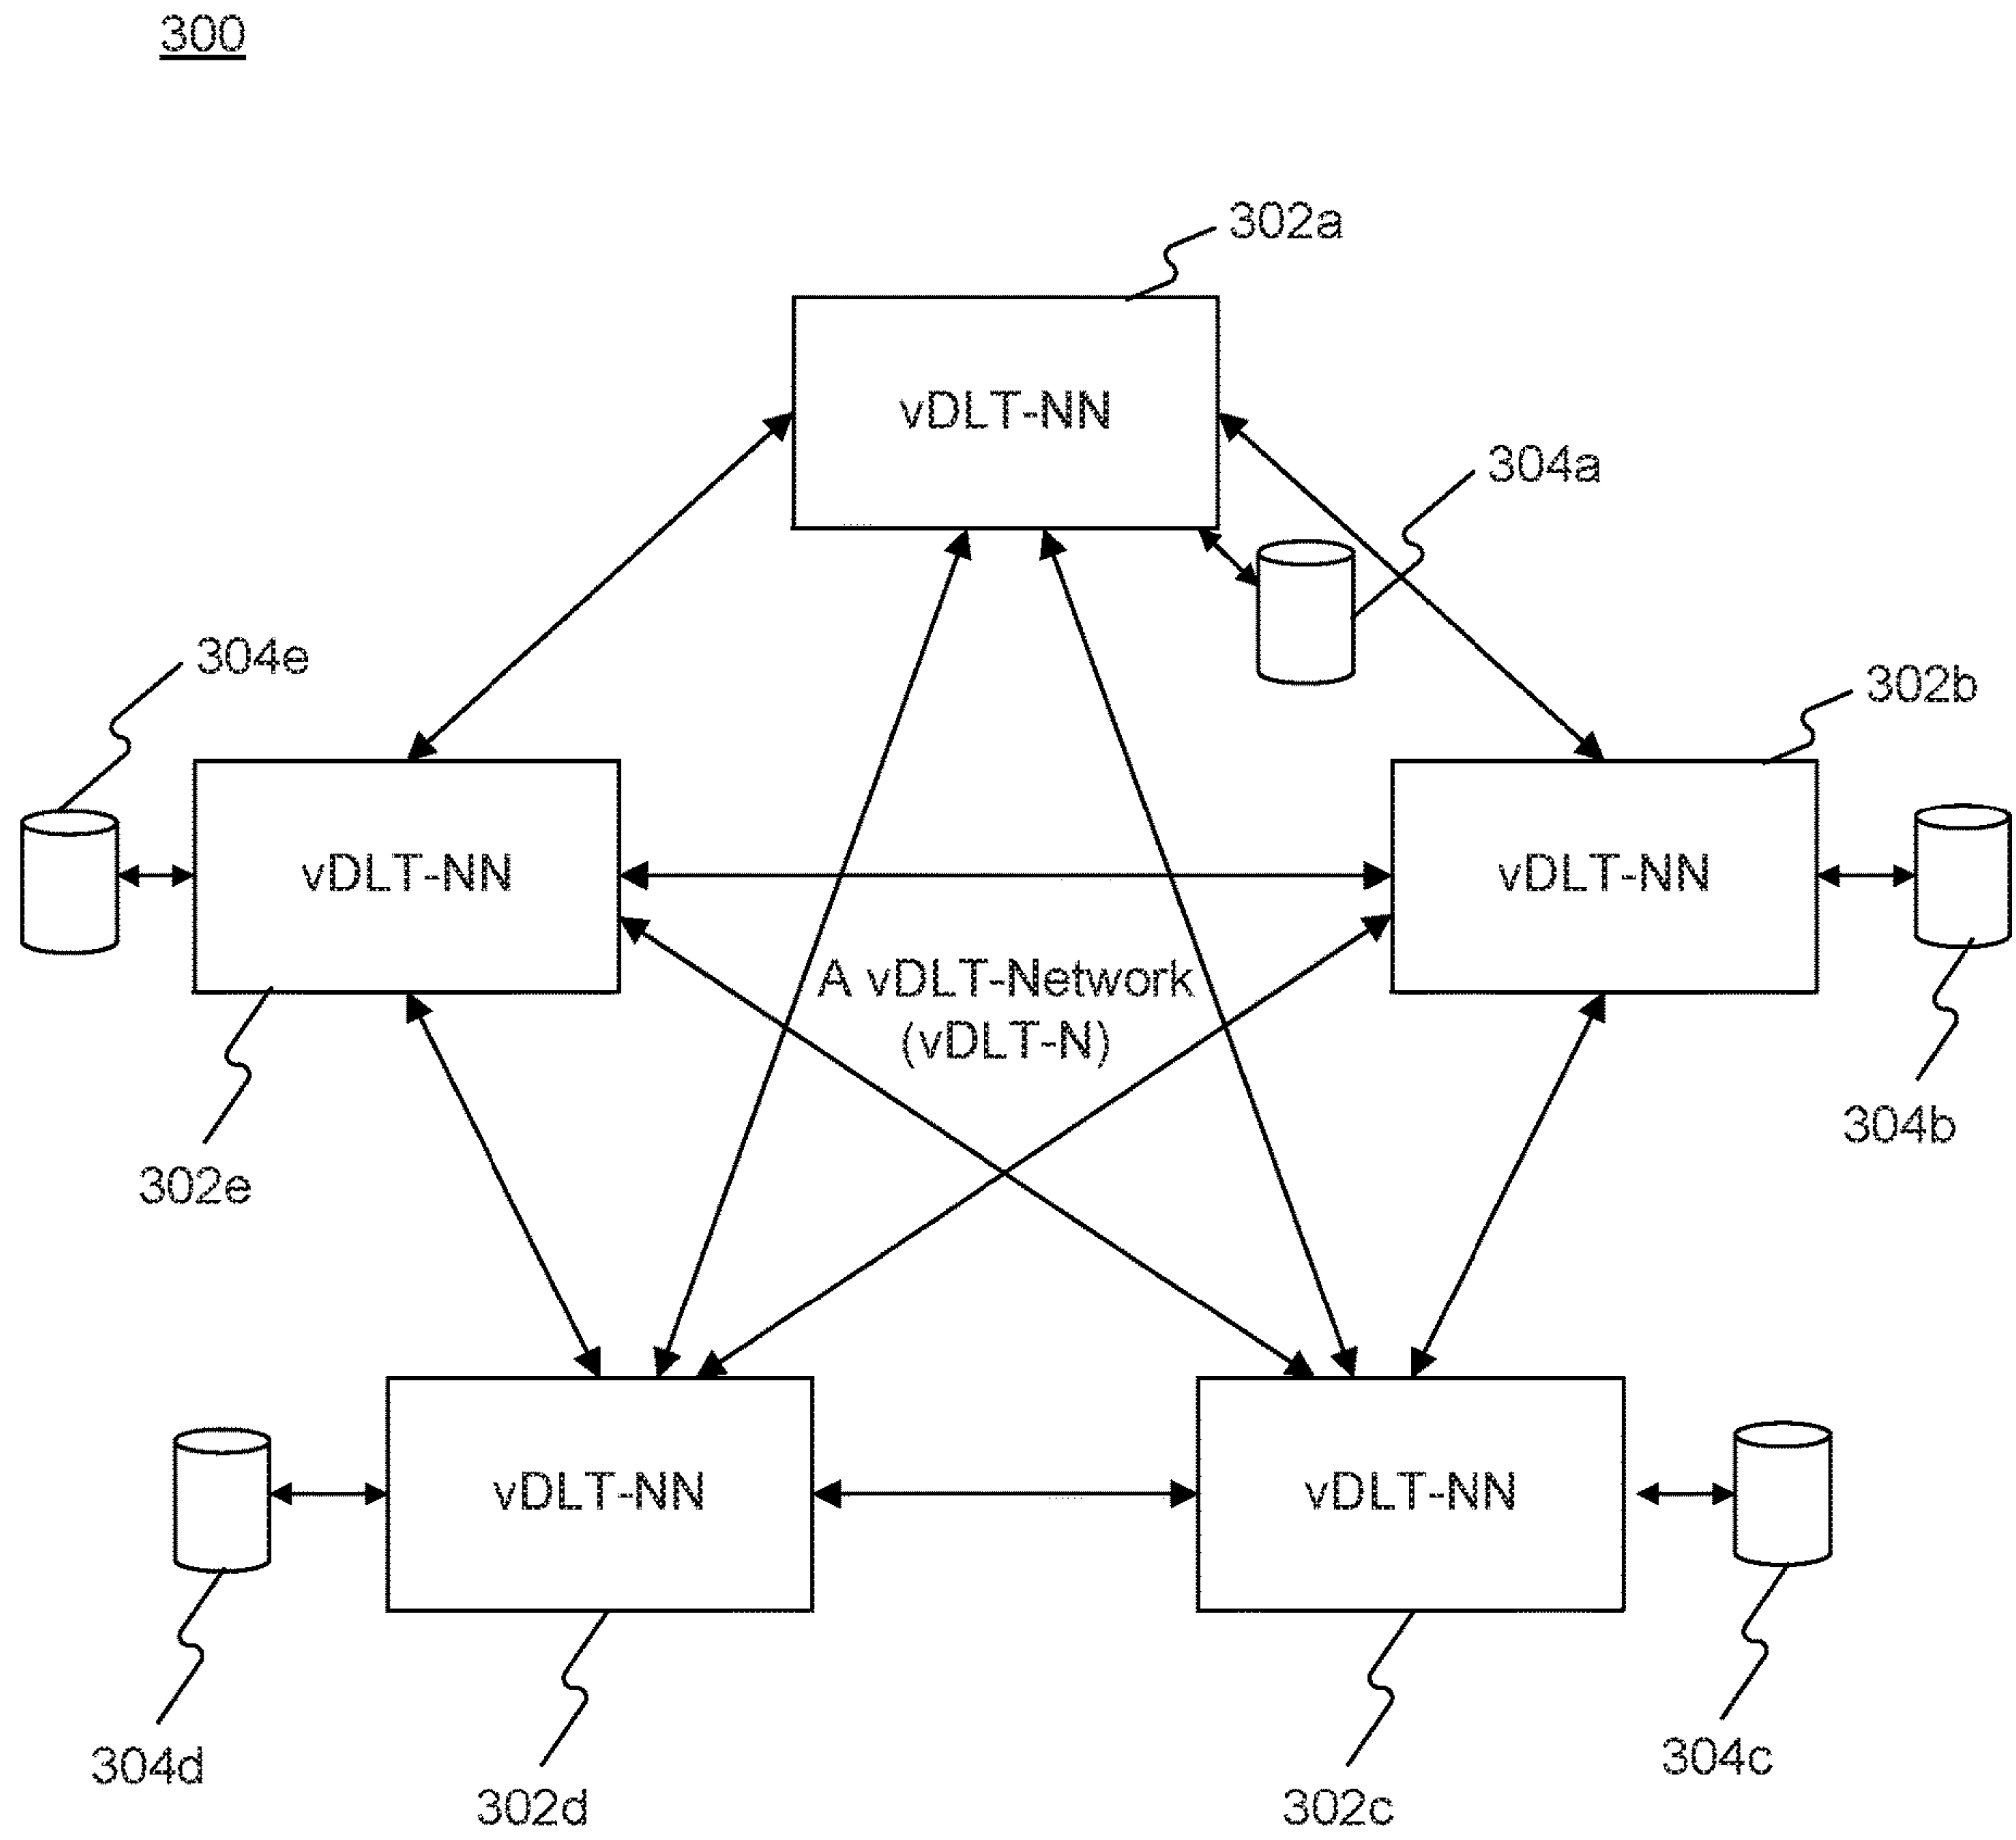 300
302a
vDLT-NN
304a
304e
302b
vDLT-NN
vDLT-NN
A vDLT-Network
(vDLT-N)
304b
302e
vDLT-NN
vDLT-NN
304d
304c
302d
302c